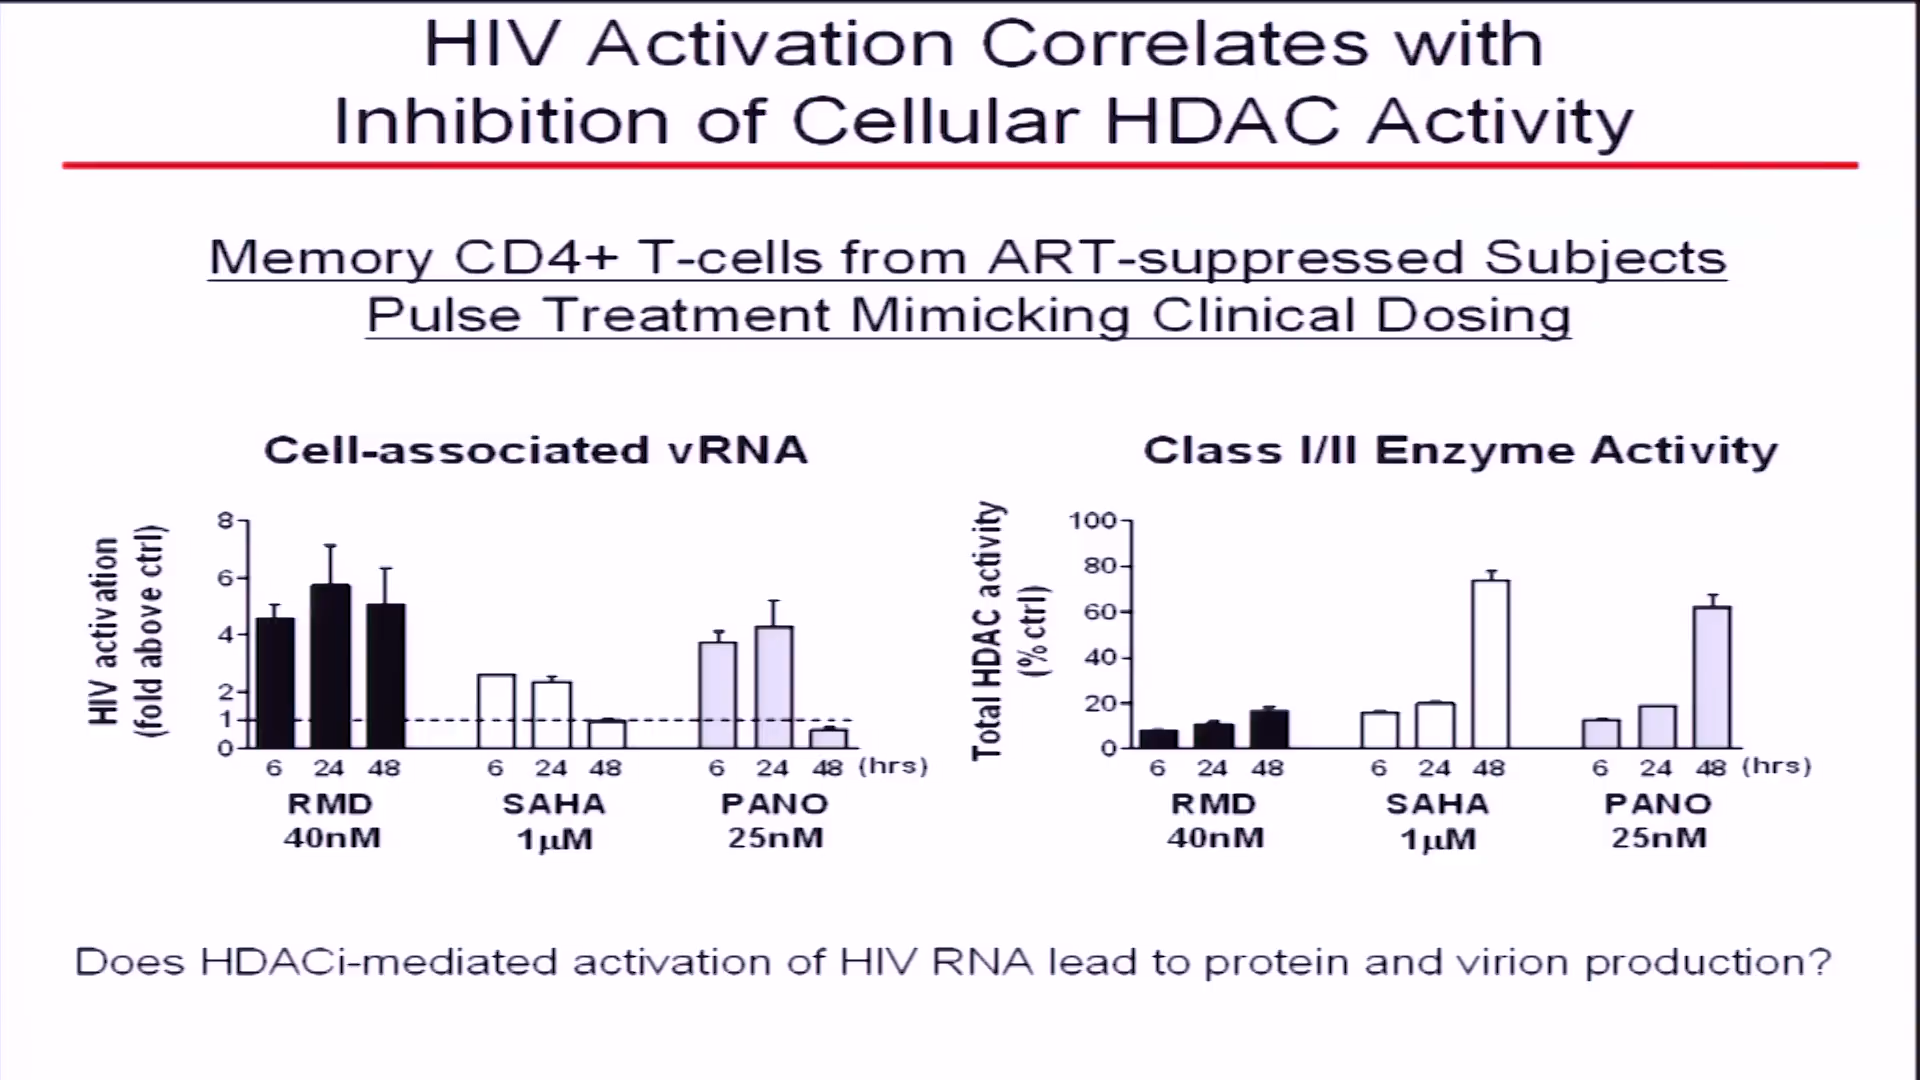 HIV Activation Correlates with
Inhibition of Cellular HDAC Activity
Memory CD4+ T-cells from ART-suppressed Subjects
Pulse Treatment Mimicking Clinical Dosing
Cell-associated vRNA
HIV activation
(fold above ctrl)
8
6
4
2
1
0
6 24 48 6 24 48 6 24 48 (hrs)
RMD SAHA PANO
40nM 1µM 25nM
Class I/II Enzyme Activity
Total HDAC activity
(% ctrl)
100
80
60
40
20
0
6 24 48 6 24 48 6 24 48 (hrs)
RMD SAHA PANO
40nM 1µM 25nM
Does HDACi-mediated activation of HIV RNA lead to protein and virion production?